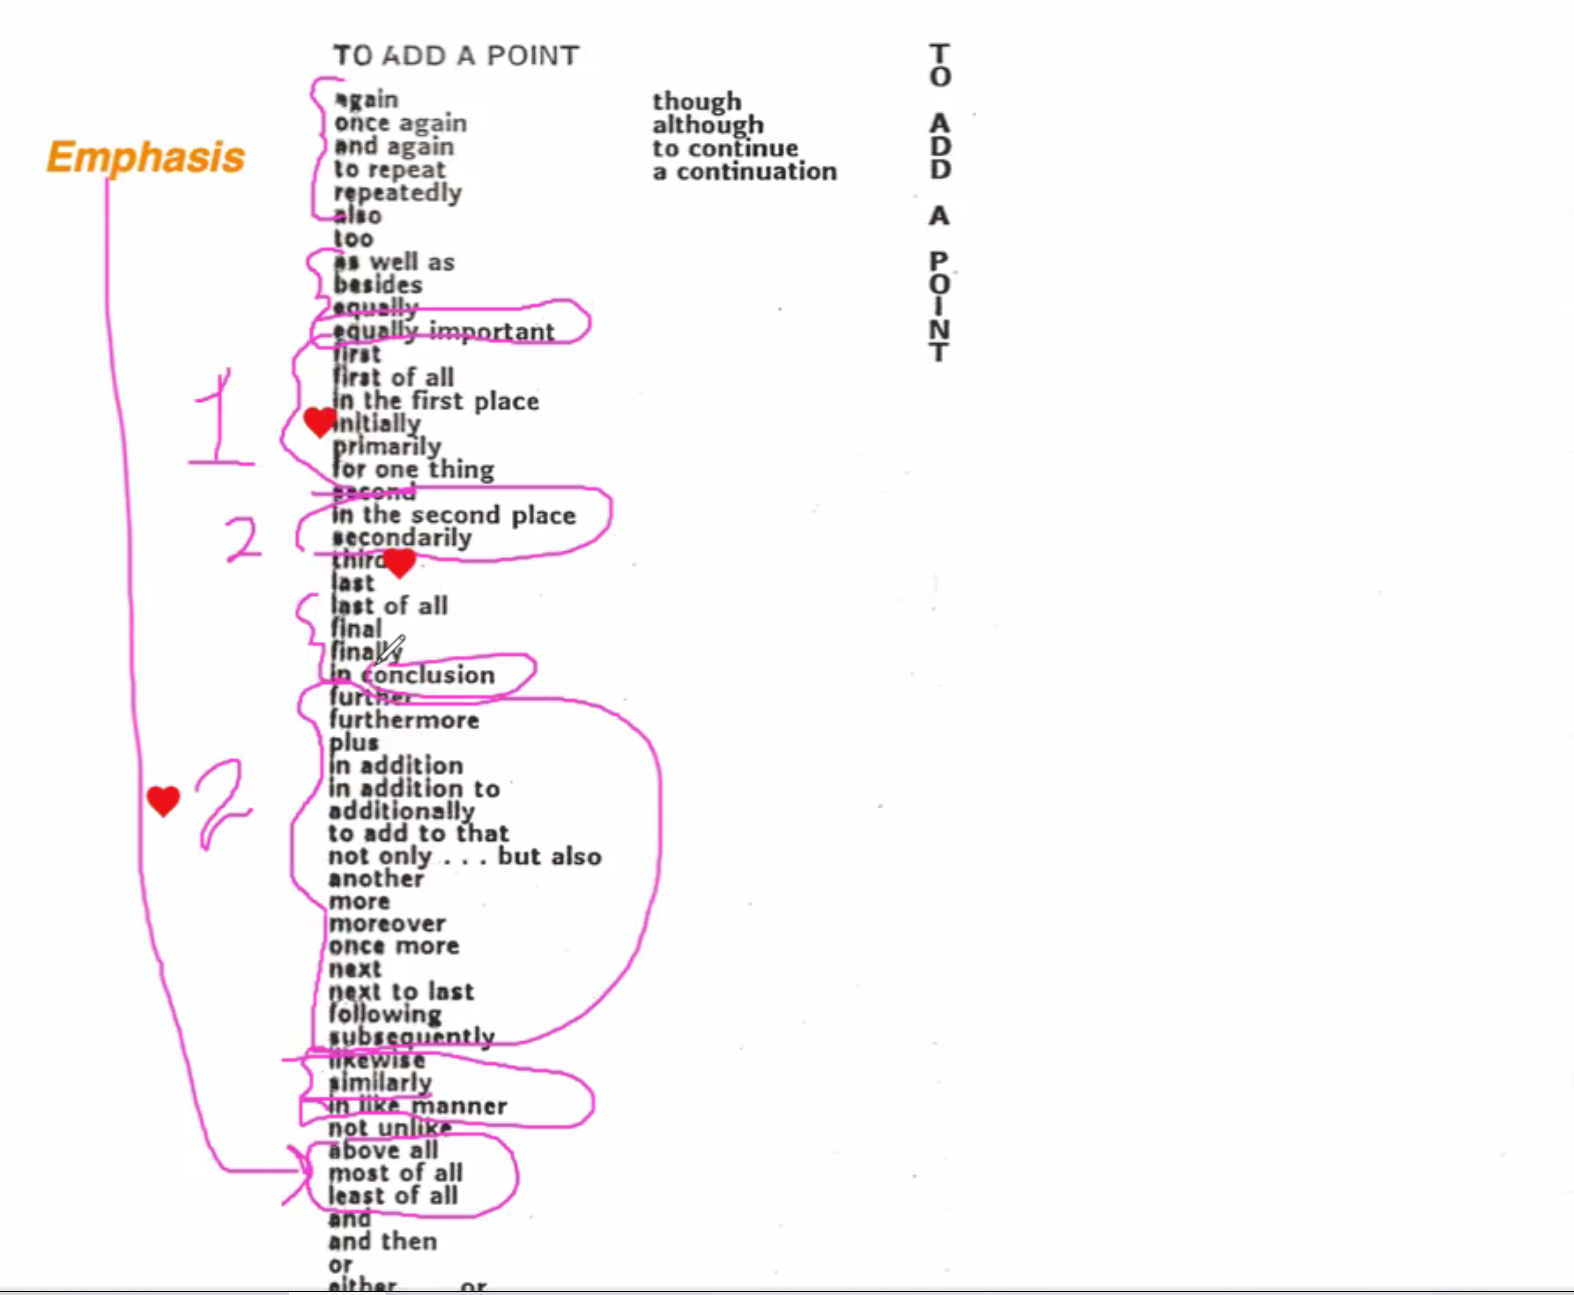 TO ADD A POINT
again
once again
and again
to repeat
repeatedly
also
too
as well as
besides
equally
equally important
first
first of all
in the first place
initially
primarily
for one thing
second
in the second place
secondarily
third
last
last of all
final
finally
in conclusion
further
furthermore
plus
in addition
in addition to
additionally
to add to that
not only . . . but also
another
more
moreover
once more
next
next to last
following
subsequently
likewise
similarly
in like manner
not unlike
above all
most of all
least of all
and
and then
or
either or
though
although
to continue
a continuation
T
O
A
D
D
A
P
O
I
N
T
Emphasis
1
2
2